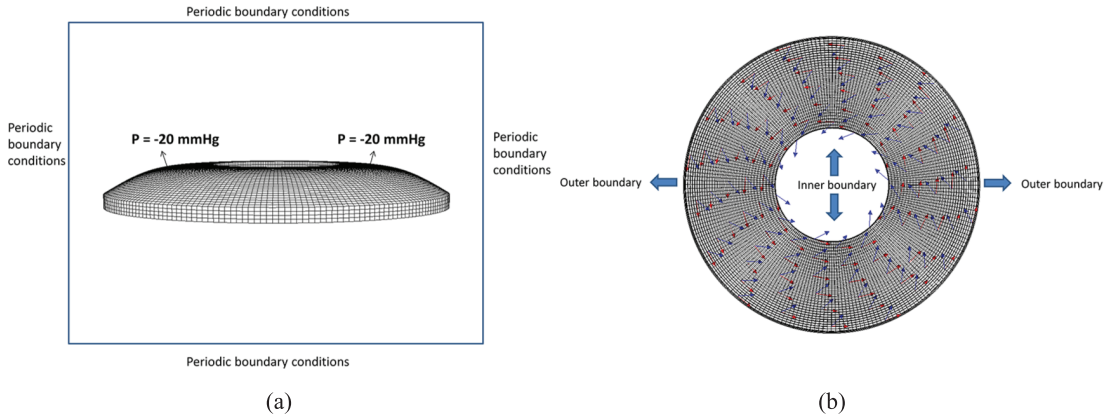 Periodic boundary conditions
Periodic
boundary
conditions
P = -20 mmHg
P = -20 mmHg
Periodic
boundary
conditions
Periodic boundary conditions
(a)
Outer boundary
Inner boundary
Outer boundary
(b)